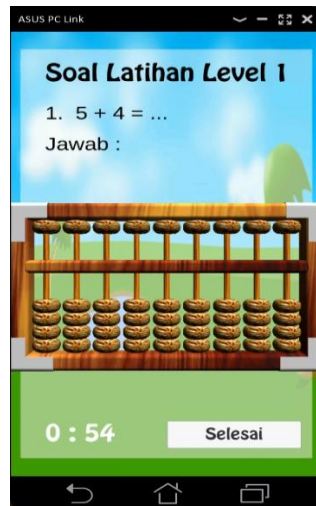 ASUS PC Link
Soal Latihan Level 1
1. 5 + 4 = ...
Jawab :
0 : 54
Selesai